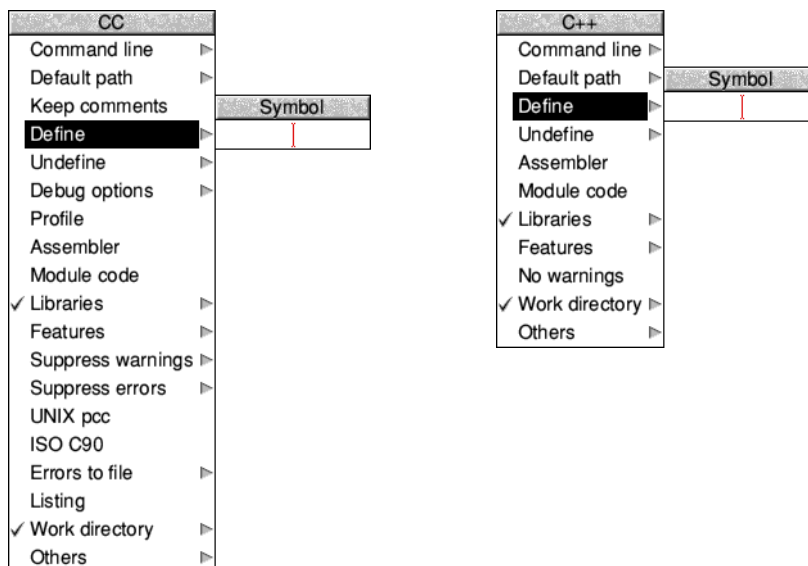 CC
Command line
Default path
Keep comments
Define
Undefine
Debug options
Profile
Assembler
Module code
Libraries
Features
Suppress warnings
Suppress errors
UNIX pcc
ISO C90
Errors to file
Listing
Work directory
Others
Symbol
C++
Command line
Default path
Define
Undefine
Assembler
Module code
Libraries
Features
No warnings
Work directory
Others
Symbol